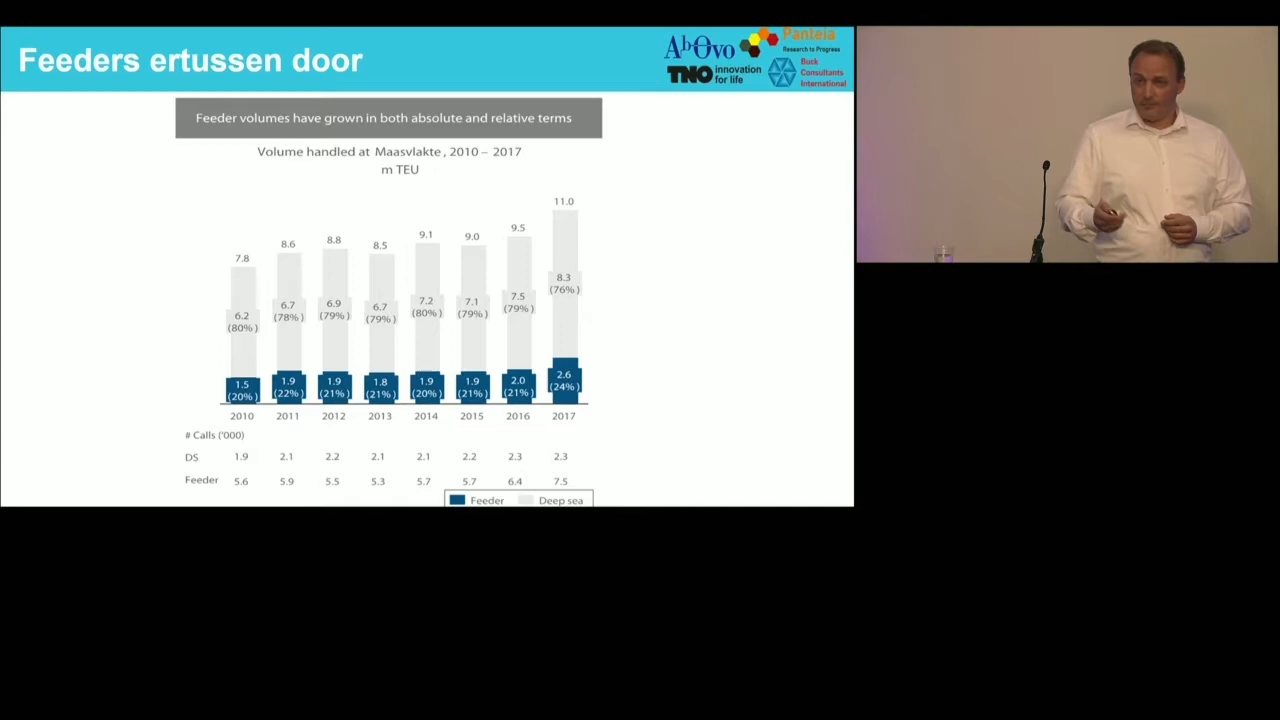 Feeders ertussen door
AbOvo
Panteia
Research to Progress
TNO innovation
for life
Buck
Consultants
International
Feeder volumes have grown in both absolute and relative terms
Volume handled at Maasvlakte, 2010 – 2017
m TEU
7.8 8.6 8.8 8.5 9.1 9.0 9.5 11.0
6.2 6.7 6.9 6.7 7.2 7.1 7.5 8.3
(80%) (78%) (79%) (79%) (80%) (79%) (79%) (76%)
1.5 1.9 1.9 1.8 1.9 1.9 2.0 2.6
(20%) (22%) (21%) (21%) (20%) (21%) (21%) (24%)
2010 2011 2012 2013 2014 2015 2016 2017
# Calls ('000)
DS 1.9 2.1 2.2 2.1 2.1 2.2 2.3 2.3
Feeder 5.6 5.9 5.5 5.3 5.7 5.7 6.4 7.5
Feeder Deep sea